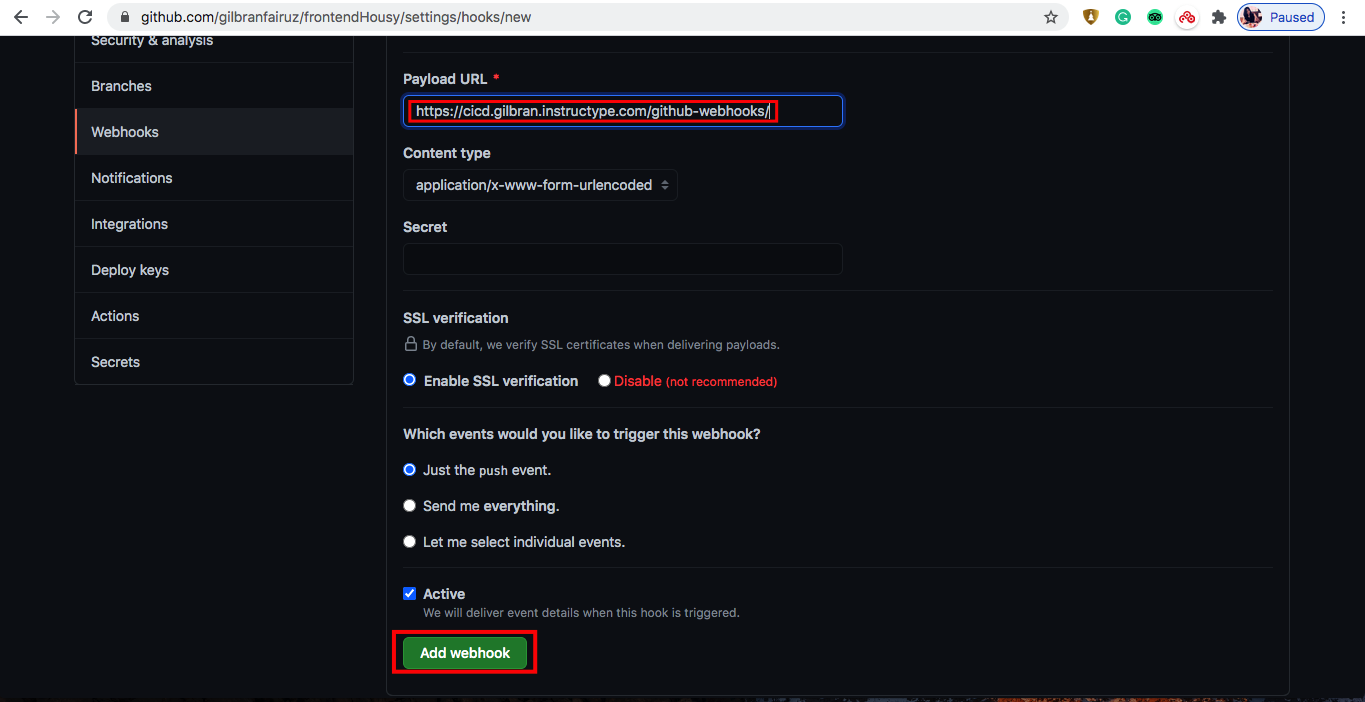 github.com/gilbranfairuz/frontendHousy/settings/hooks/new
Paused
Security & analysis
Branches
Webhooks
Notifications
Integrations
Deploy keys
Actions
Secrets
Payload URL *
https://cicd.gilbran.instructype.com/github-webhooks/
Content type
application/x-www-form-urlencoded
Secret
SSL verification
By default, we verify SSL certificates when delivering payloads.
Enable SSL verification Disable (not recommended)
Which events would you like to trigger this webhook?
Just the push event.
Send me everything.
Let me select individual events.
Active
We will deliver event details when this hook is triggered.
Add webhook